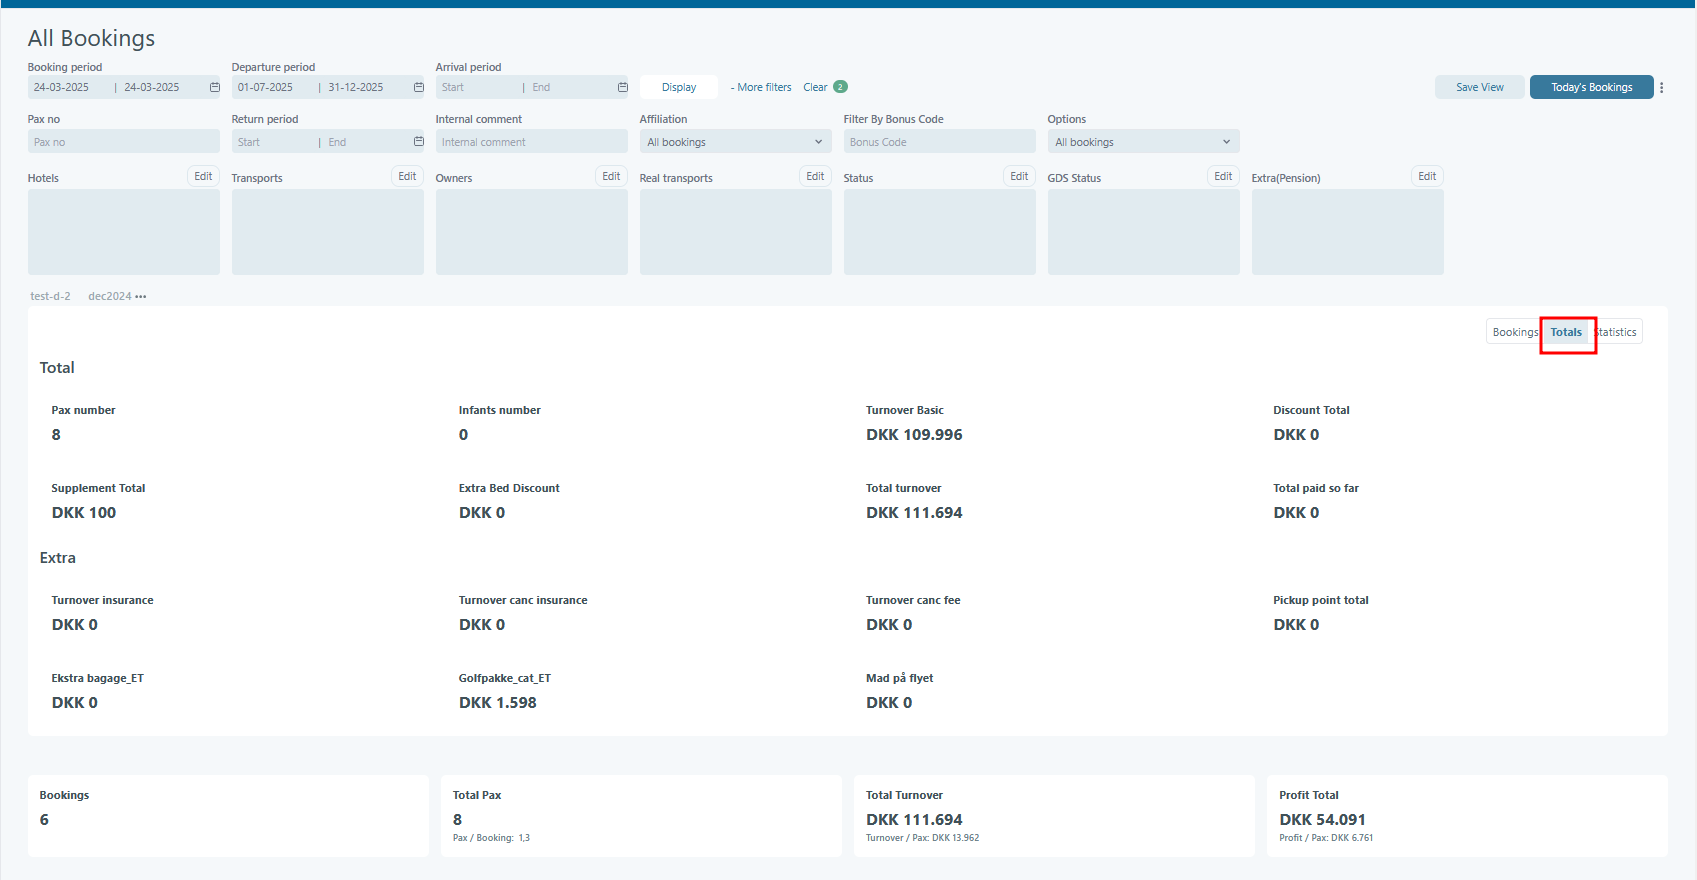 All Bookings
Booking period Departure period Arrival period
24-03-2025 | 24-03-2025 01-07-2025 | 31-12-2025 Start | End Display - More filters Clear 2 Save View Today's Bookings
Pax no Return period Internal comment Affiliation Filter By Bonus Code Options
Pax no Start | End Internal comment All bookings Bonus Code All bookings
Hotels Edit Transports Edit Owners Edit Real transports Edit Status Edit GDS Status Edit Extra(Pension) Edit
test-d-2 dec2024 •••
Bookings Totals Statistics
Total
Pax number Infants number Turnover Basic Discount Total
8 0 DKK 109.996 DKK 0
Supplement Total Extra Bed Discount Total turnover Total paid so far
DKK 100 DKK 0 DKK 111.694 DKK 0
Extra
Turnover insurance Turnover canc insurance Turnover canc fee Pickup point total
DKK 0 DKK 0 DKK 0 DKK 0
Ekstra bagage_ET Golfpakke_cat_ET Mad på flyet
DKK 0 DKK 1.598 DKK 0
Bookings Total Pax Total Turnover Profit Total
6 8 DKK 111.694 DKK 54.091
Pax / Booking: 1,3 Turnover / Pax: DKK 13.962 Profit / Pax: DKK 6.761